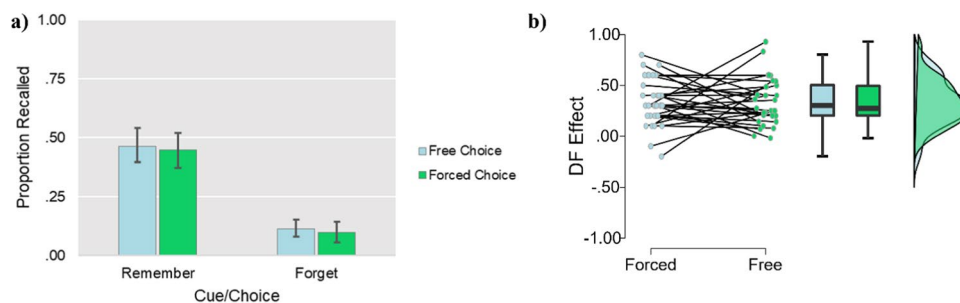 a)
1.00
.75
.50
.25
.00
Proportion Recalled
Remember
Forget
Cue/Choice
Free Choice
Forced Choice
b)
1.00
.50
.00
-.50
-1.00
DF Effect
Forced
Free